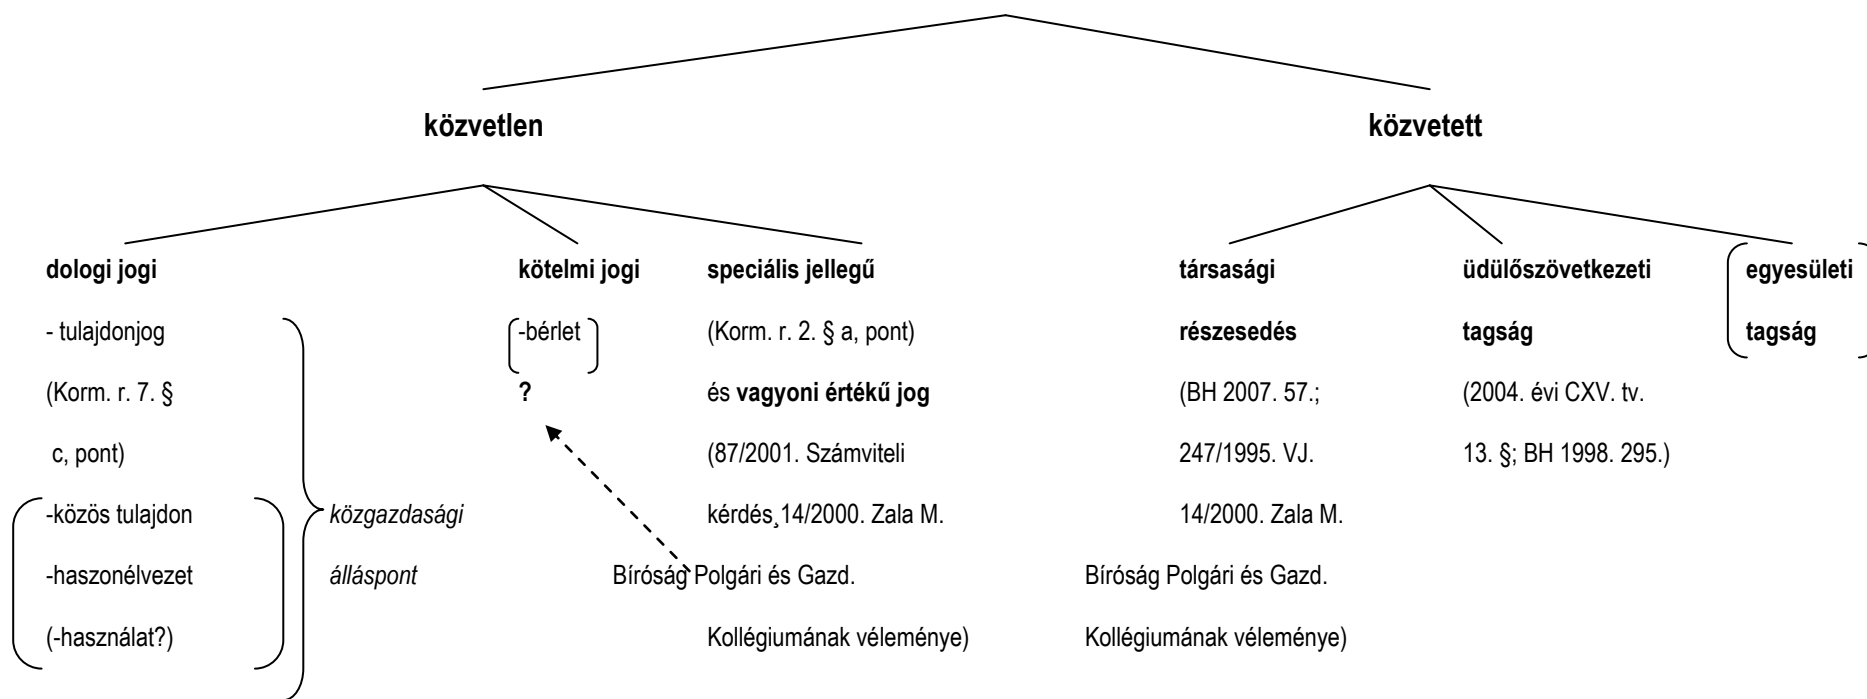 közvetlen
közvetett
dologi jogi
- tulajdonjog
(Korm. r. 7. §
c, pont)
-közös tulajdon
-haszonélvezet
(-használat?)
közgazdasági
álláspont
kötelmi jogi
-bérlet
?
speciális jellegű
(Korm. r. 2. § a, pont)
és vagyoni értékű jog
(87/2001. Számviteli
kérdés¸14/2000. Zala M.
Bíróság Polgári és Gazd.
Kollégiumának véleménye)
társasági
részesedés
(BH 2007. 57.;
247/1995. VJ.
14/2000. Zala M.
Bíróság Polgári és Gazd.
Kollégiumának véleménye)
üdülőszövetkezeti
tagság
(2004. évi CXV. tv.
13. §; BH 1998. 295.)
egyesületi
tagság